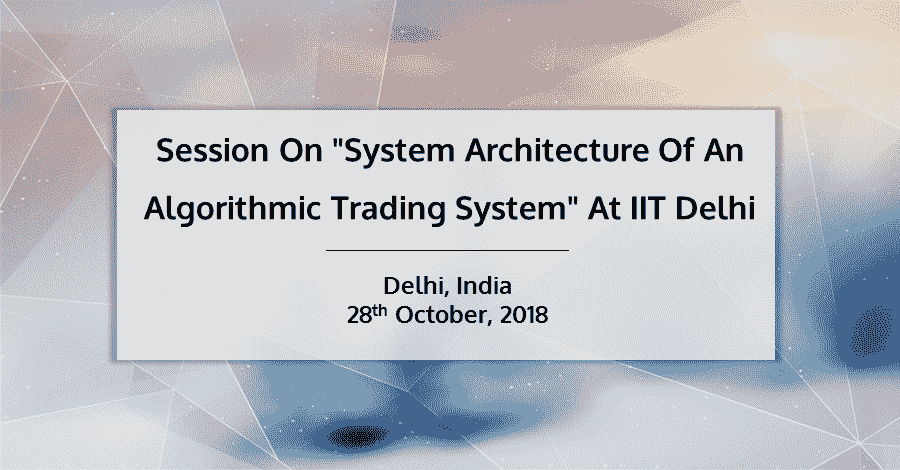 Session On "System Architecture Of An
Algorithmic Trading System" At IIT Delhi
Delhi, India
28th October, 2018